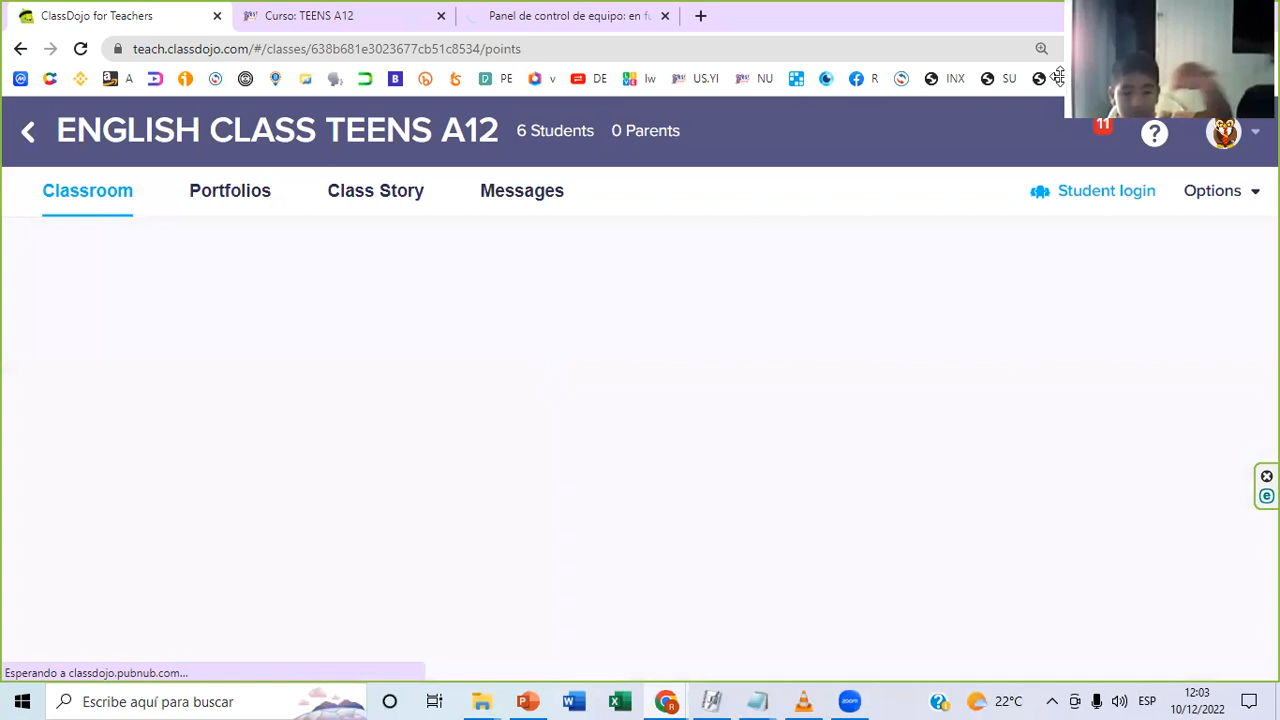 ClassDojo for Teachers
Curso: TEENS A12
Panel de control de equipo: en fu
teach.classdojo.com/#/classes/638b681e3023677cb51c8534/points
A PE v DE Iw US.YI NU R INX SU
ENGLISH CLASS TEENS A12 6 Students 0 Parents
11 ?
Classroom Portfolios Class Story Messages Student login Options
Esperando a classdojo.pubnub.com...
Escribe aquí para buscar
zoom
22°C ESP
12:03
10/12/2022